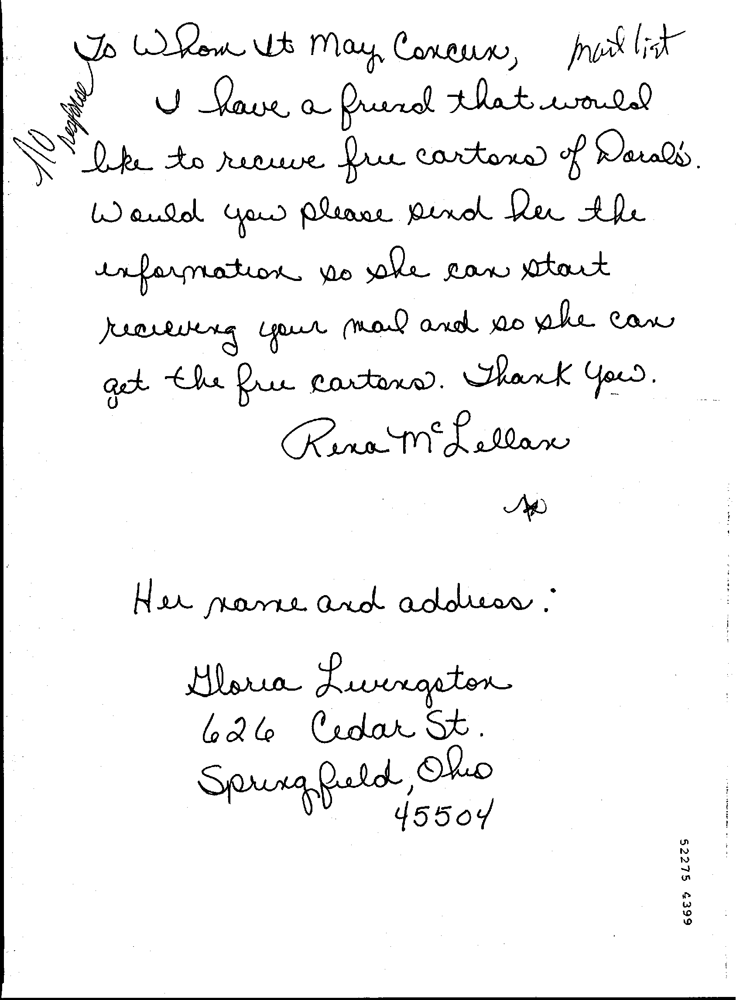 To Whom It May Concern,
mail list
No
response
I have a friend that would
like to recieve free cartons of Dorals.
Would you please send her the
information so she can start
recieveing your mail and so she can
get the free cartons. Thank you.
Rena McLellan
Her name and address:
Gloria Livingston
626 Cedar St.
Springfield, Ohio
45504
52275 4399